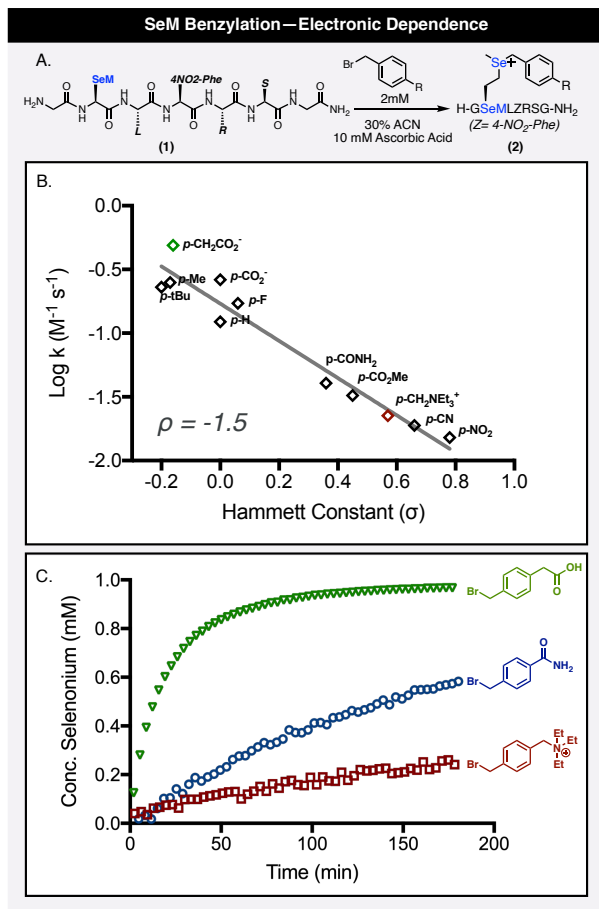 SeM Benzylation—Electronic Dependence
A.
SeM
4NO2-Phe
S
H2N
O
N
H
NH2
L
R
(1)
Br
R
2mM
30% ACN
10 mM Ascorbic Acid
Se+
R
H-GSeMLZRSG-NH2
(Z= 4-NO2-Phe)
(2)
B.
Log k (M-1 s-1)
0.0
-0.5
-1.0
-1.5
-2.0
p-CH2CO2-
p-Me
p-CO2-
p-tBu
p-F
p-H
p-CONH2
p-CO2Me
p-CH2NEt3+
p-CN
p-NO2
ρ = -1.5
-0.2 0.0 0.2 0.4 0.6 0.8 1.0
Hammett Constant (σ)
C.
Conc. Selenonium (mM)
1.0
0.8
0.6
0.4
0.2
0.0
0 50 100 150 200
Time (min)
Br
OH
O
Br
O
NH2
Br
Et
Et
N
⊕
Et